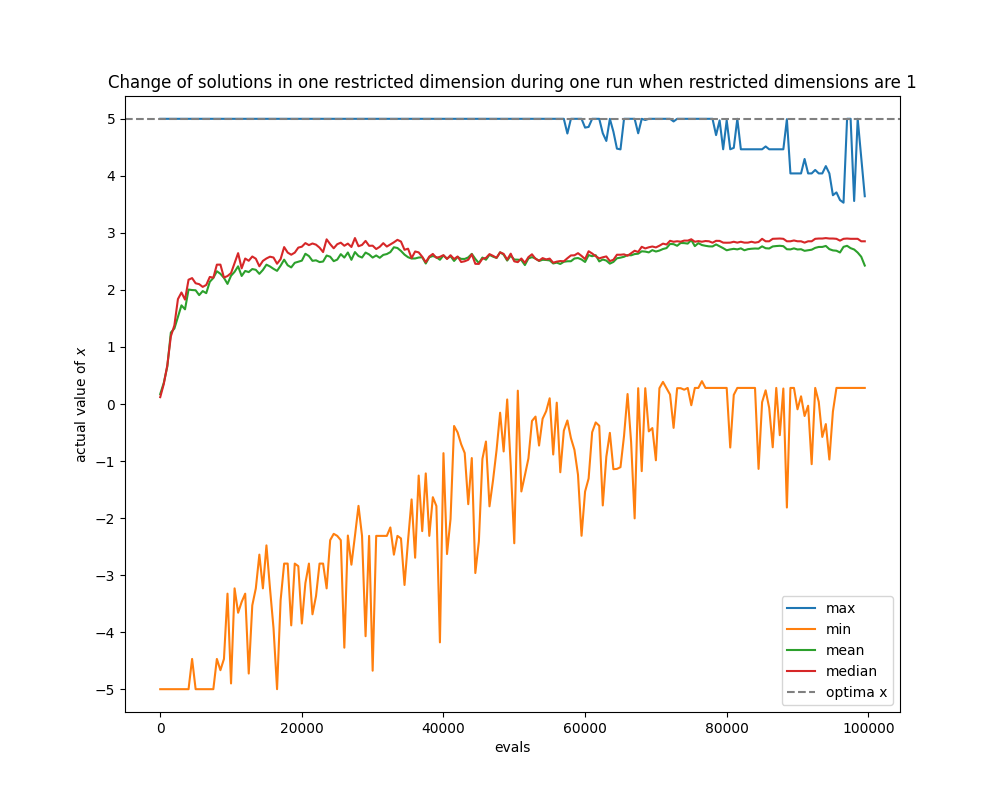 Change of solutions in one restricted dimension during one run when restricted dimensions are 1
5
4
3
2
1
0
−1
−2
−3
−4
−5
actual value of x
0
20000
40000
60000
80000
100000
evals
max
min
mean
median
optima x